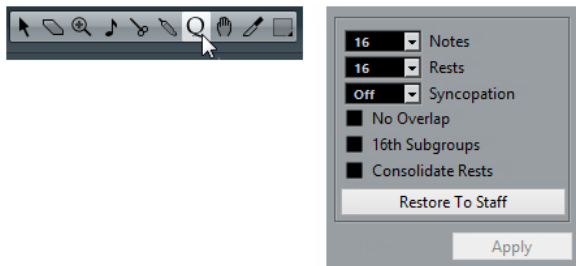 Q
16 Notes
16 Rests
Off Syncopation
No Overlap
16th Subgroups
Consolidate Rests
Restore To Staff
Apply